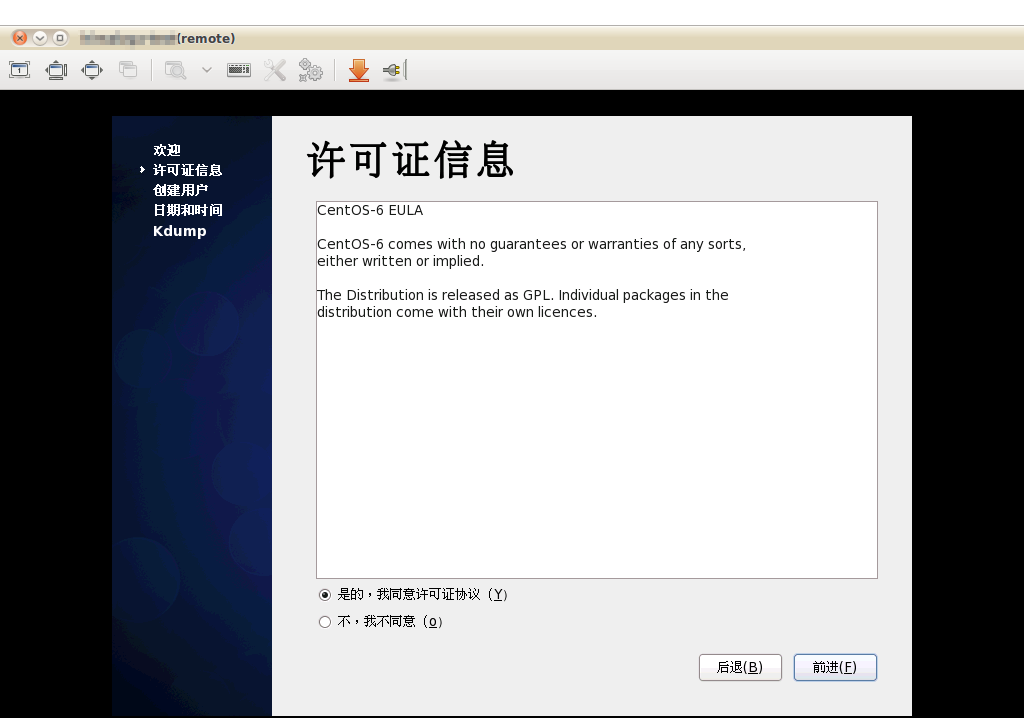 (remote)
欢迎
许可证信息
创建用户
日期和时间
Kdump
许可证信息
CentOS-6 EULA
CentOS-6 comes with no guarantees or warranties of any sorts,
either written or implied.
The Distribution is released as GPL. Individual packages in the
distribution come with their own licences.
是的，我同意许可证协议（Y）
不，我不同意（o）
后退(B)
前进(F)